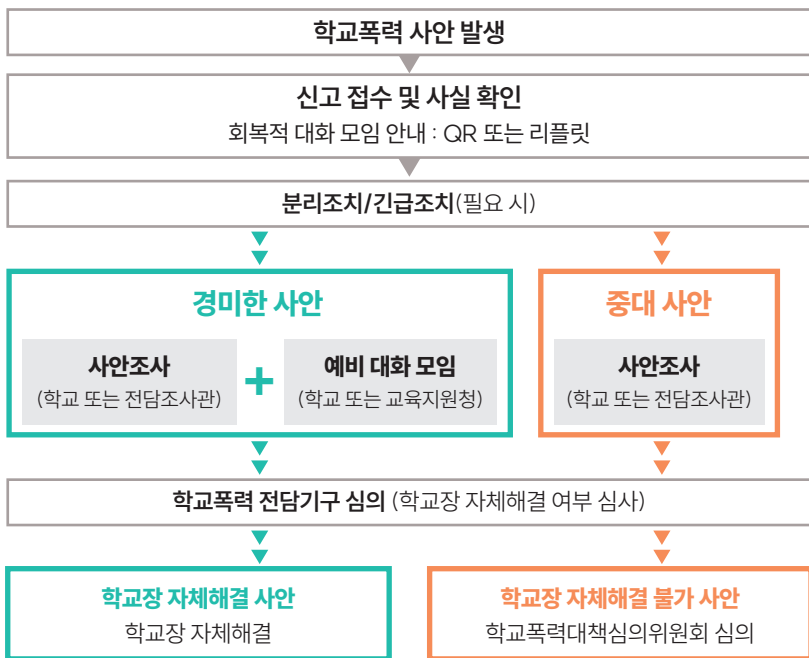 학교폭력 사안 발생
신고 접수 및 사실 확인
회복적 대화 모임 안내 : QR 또는 리플릿
분리조치/긴급조치(필요 시)
경미한 사안
사안조사
(학교 또는 전담조사관)
+
예비 대화 모임
(학교 또는 교육지원청)
중대 사안
사안조사
(학교 또는 전담조사관)
학교폭력 전담기구 심의 (학교장 자체해결 여부 심사)
학교장 자체해결 사안
학교장 자체해결
학교장 자체해결 불가 사안
학교폭력대책심의위원회 심의